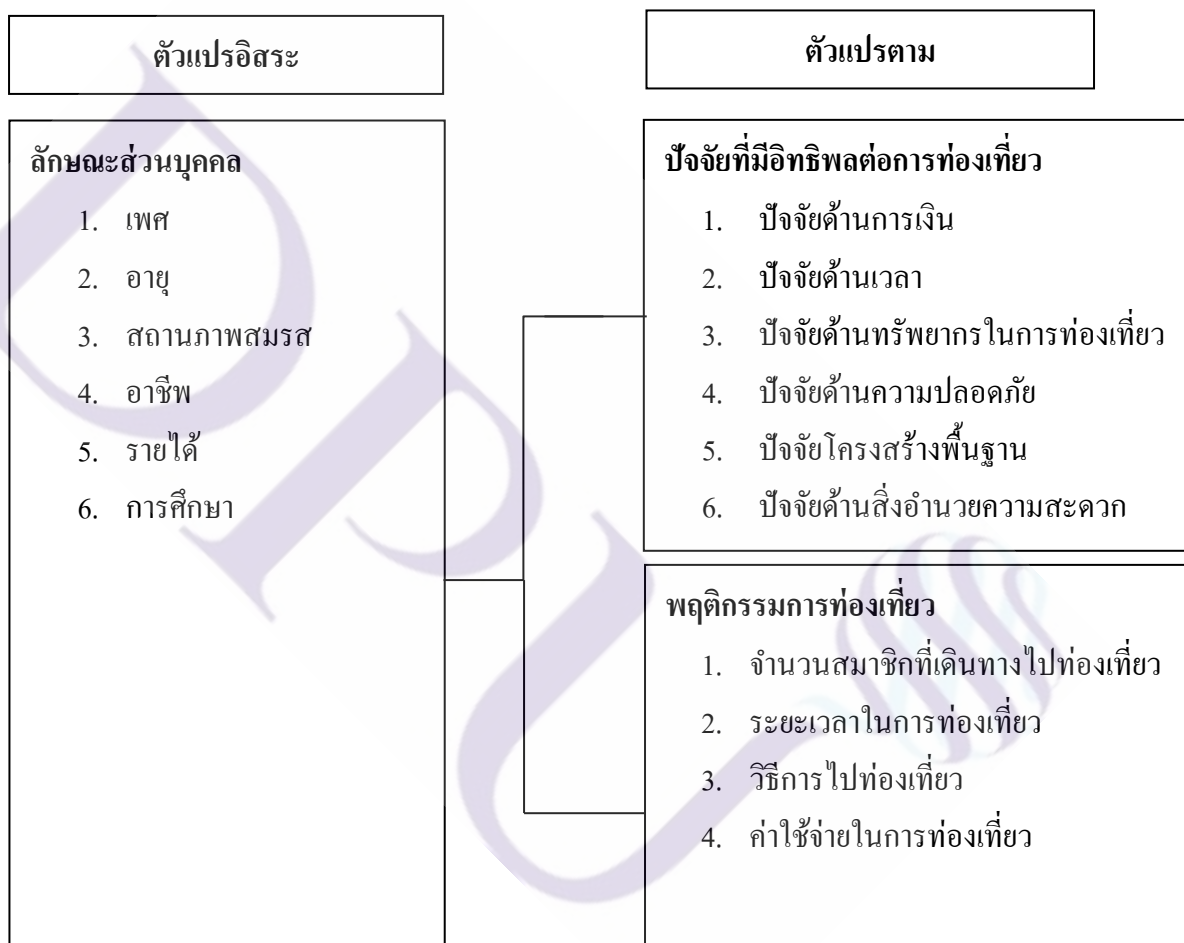 ตัวแปรอิสระ
ตัวแปรตาม
ลักษณะส่วนบุคคล
1. เพศ
2. อายุ
3. สถานภาพสมรส
4. อาชีพ
5. รายได้
6. การศึกษา
ปัจจัยที่มีอิทธิพลต่อการท่องเที่ยว
1. ปัจจัยด้านการเงิน
2. ปัจจัยด้านเวลา
3. ปัจจัยด้านทรัพยากรในการท่องเที่ยว
4. ปัจจัยด้านความปลอดภัย
5. ปัจจัยโครงสร้างพื้นฐาน
6. ปัจจัยด้านสิ่งอำนวยความสะดวก
พฤติกรรมการท่องเที่ยว
1. จำนวนสมาชิกที่เดินทางไปท่องเที่ยว
2. ระยะเวลาในการท่องเที่ยว
3. วิธีการไปท่องเที่ยว
4. ค่าใช้จ่ายในการท่องเที่ยว
DPU